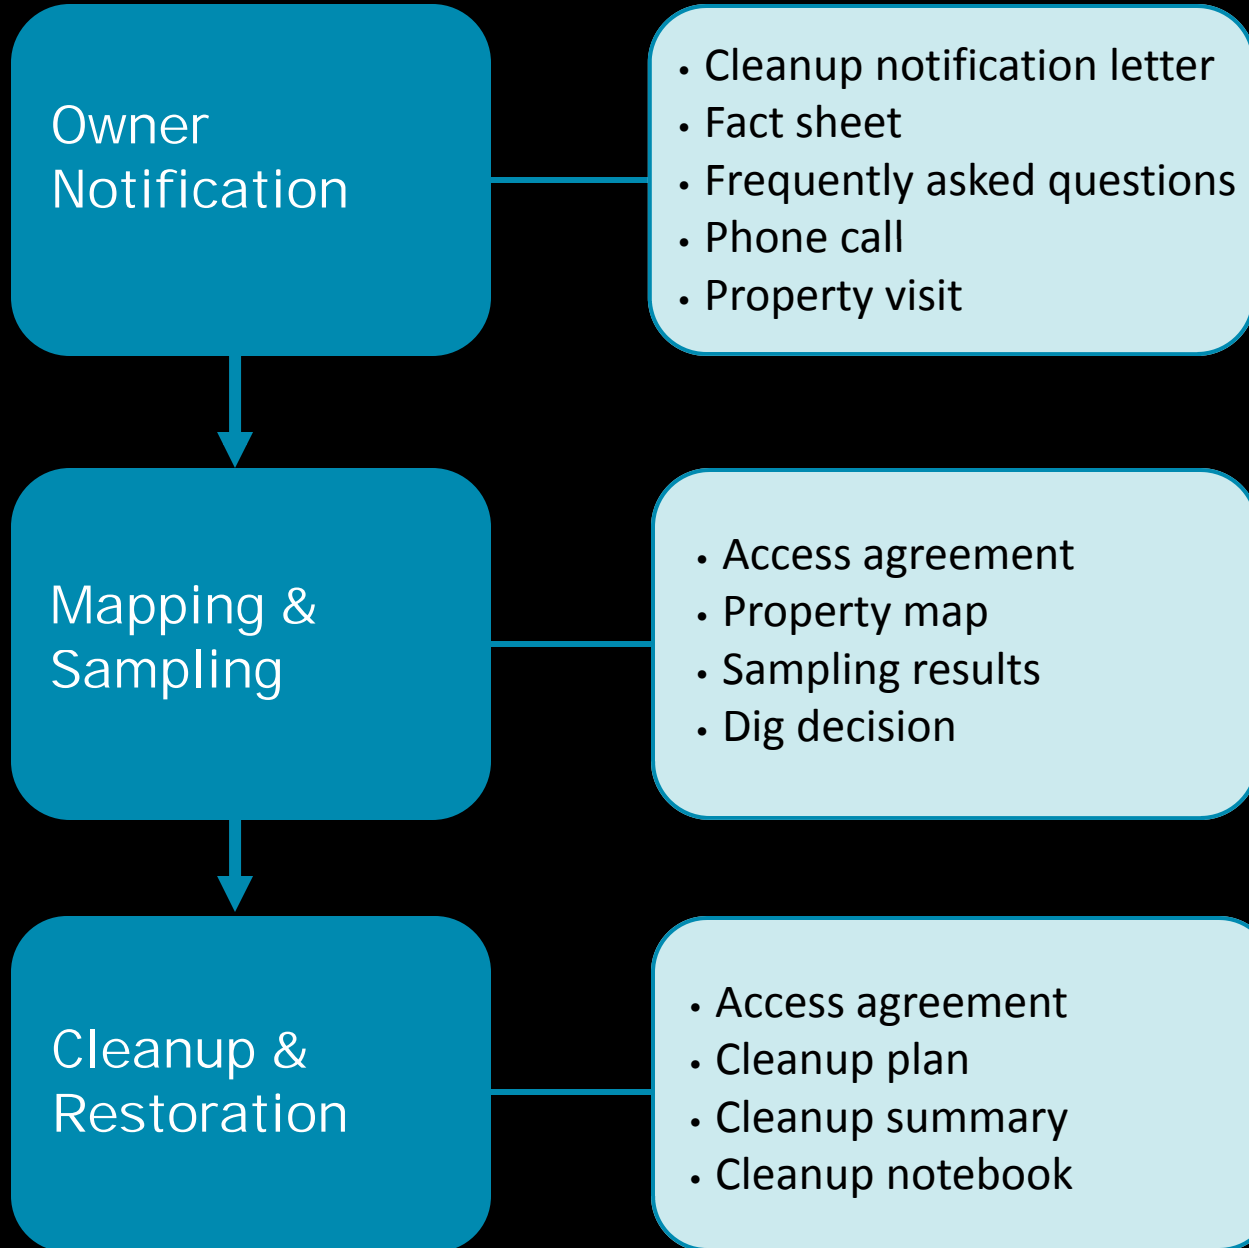 Owner
Notification
• Cleanup notification letter
• Fact sheet
• Frequently asked questions
• Phone call
• Property visit
Mapping &
Sampling
• Access agreement
• Property map
• Sampling results
• Dig decision
Cleanup &
Restoration
• Access agreement
• Cleanup plan
• Cleanup summary
• Cleanup notebook